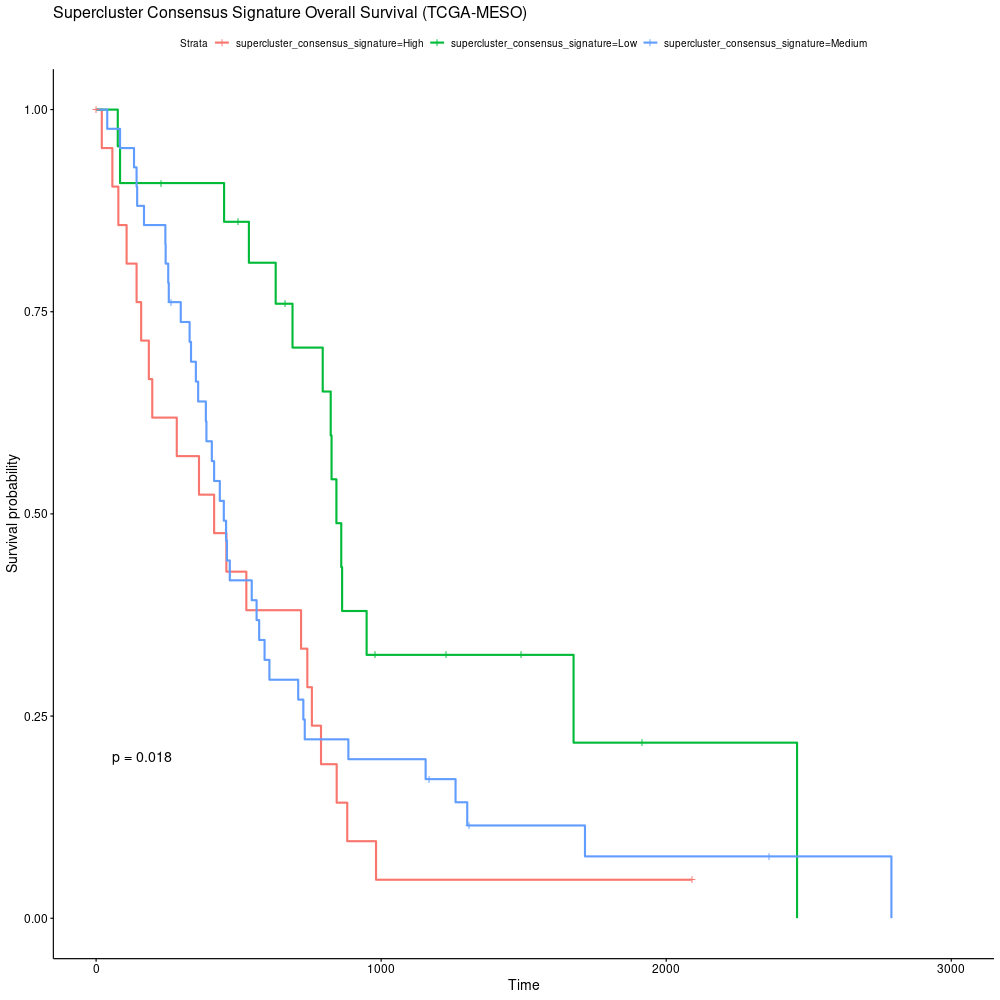 Supercluster Consensus Signature Overall Survival (TCGA-MESO)
Strata supercluster_consensus_signature=High supercluster_consensus_signature=Low supercluster_consensus_signature=Medium
Survival probability
1.00
0.75
0.50
0.25
0.00
p = 0.018
0 1000 2000 3000
Time